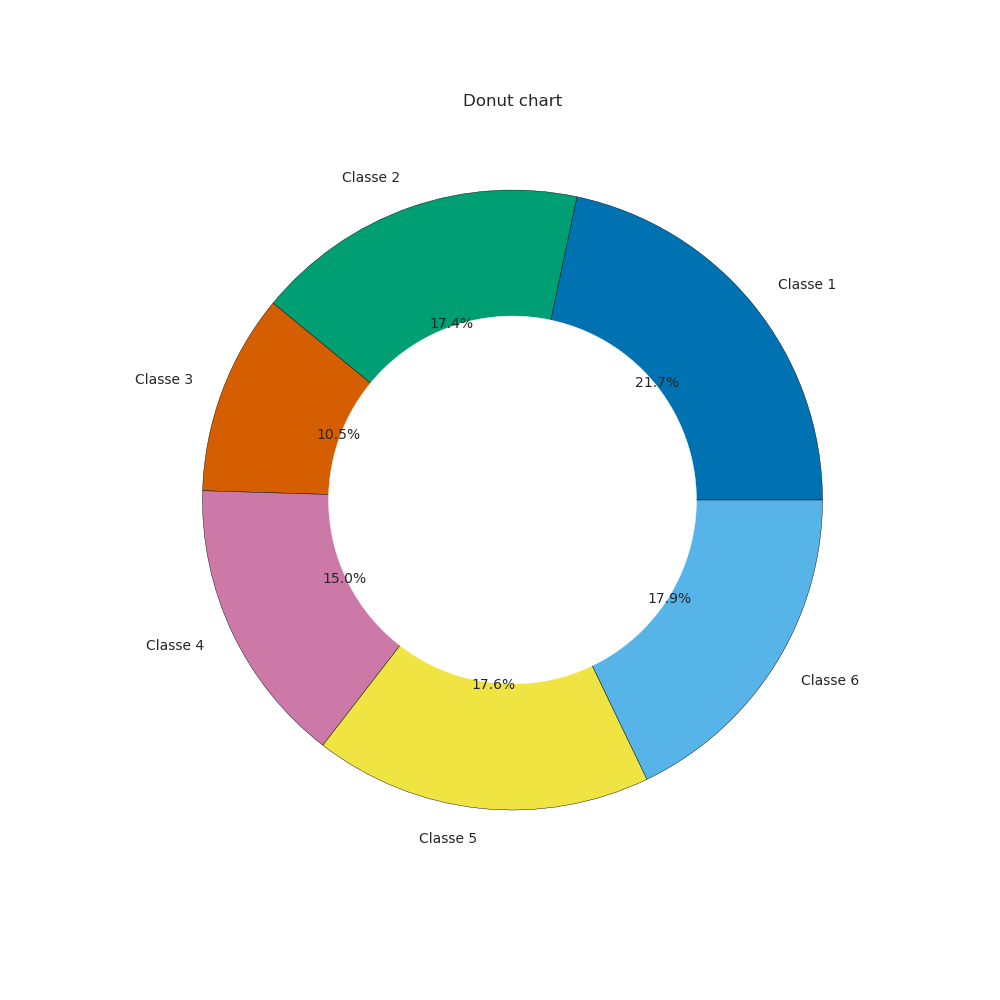 Donut chart
Classe 1
21.7%
Classe 2
17.4%
Classe 3
10.5%
Classe 4
15.0%
Classe 5
17.6%
Classe 6
17.9%